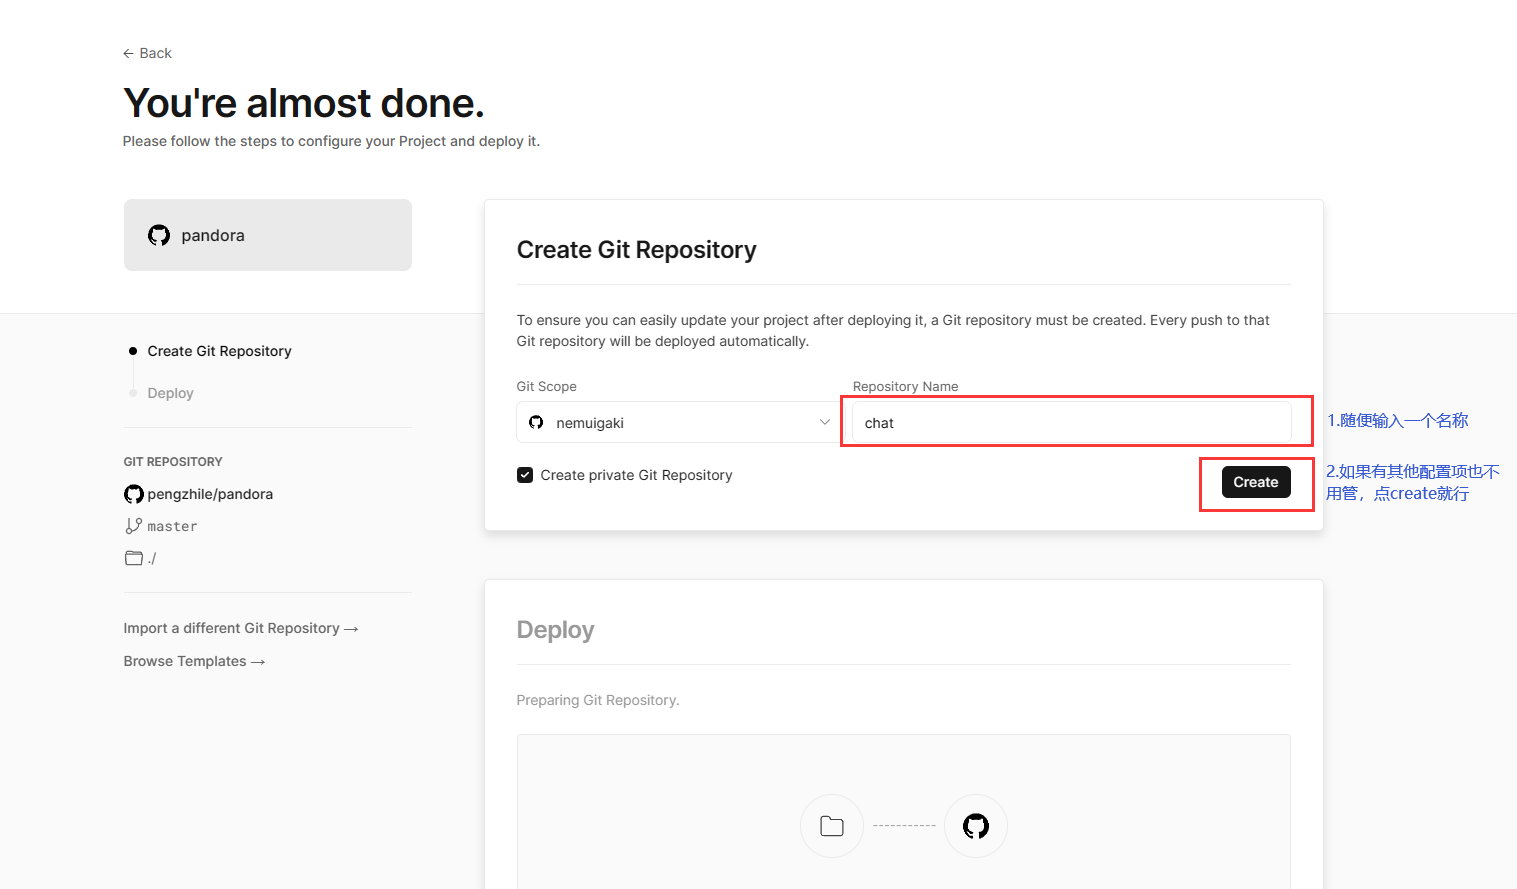 ← Back
You're almost done.
Please follow the steps to configure your Project and deploy it.
pandora
Create Git Repository
Deploy
GIT REPOSITORY
pengzhile/pandora
master
./
Import a different Git Repository →
Browse Templates →
Create Git Repository
To ensure you can easily update your project after deploying it, a Git repository must be created. Every push to that
Git repository will be deployed automatically.
Git Scope
Repository Name
nemuigaki
chat
1.随便输入一个名称
Create private Git Repository
Create
2.如果有其他配置项也不
用管，点create就行
Deploy
Preparing Git Repository.